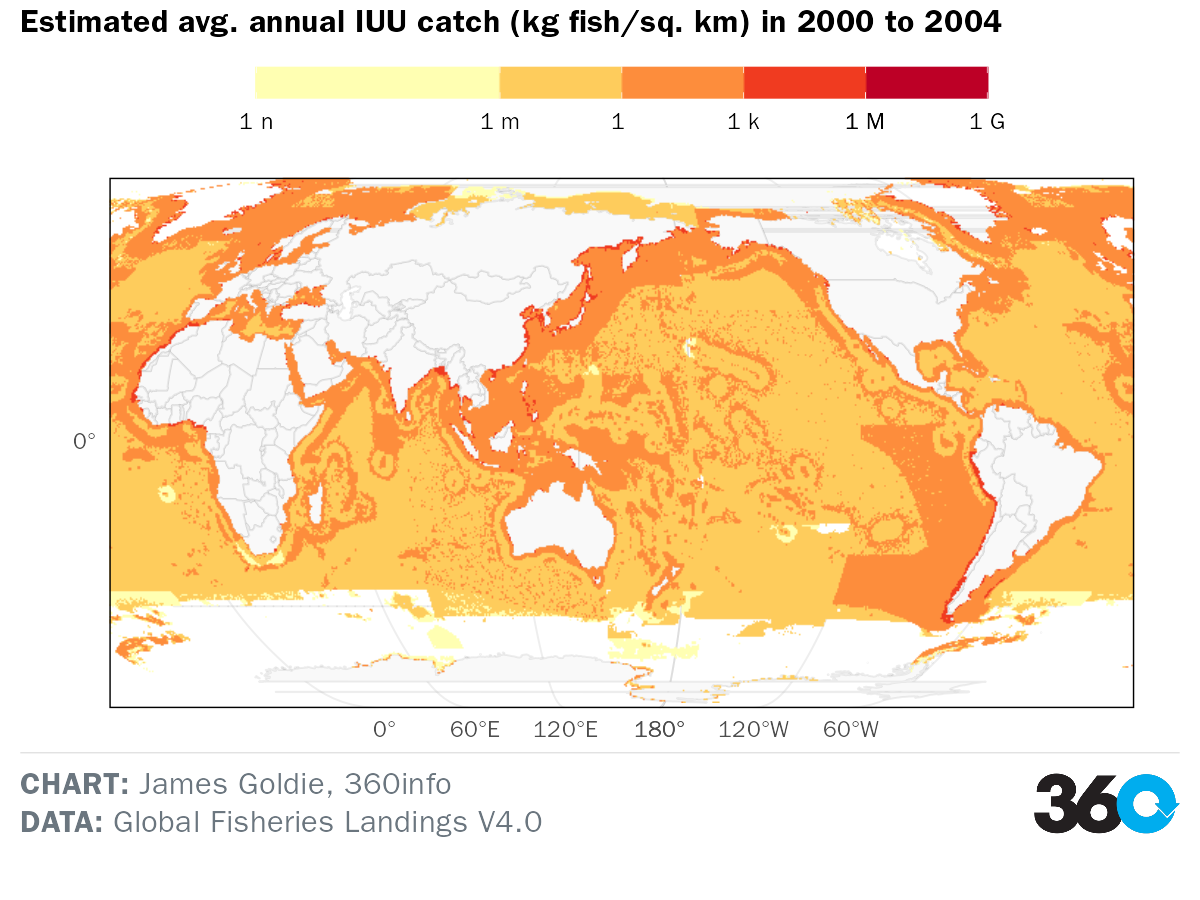 Estimated avg. annual IUU catch (kg fish/sq. km) in 2000 to 2004
1 n 1 m 1 1 k 1 M 1 G
0°
0° 60°E 120°E 180° 120°W 60°W
CHART: James Goldie, 360info
DATA: Global Fisheries Landings V4.0
360